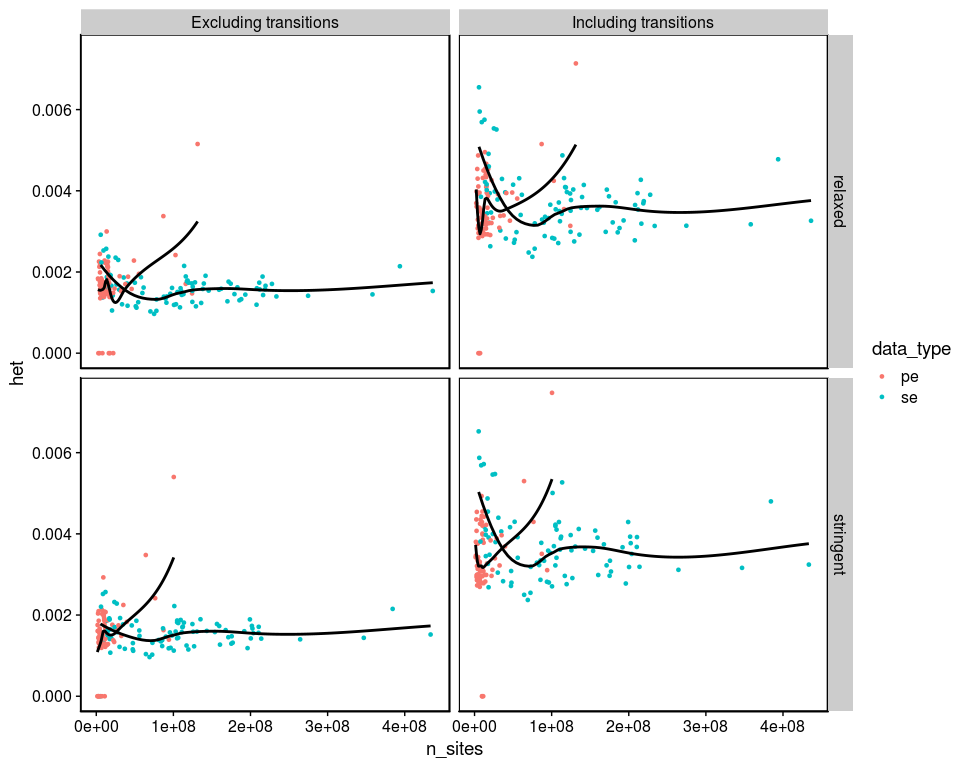 Excluding transitions
Including transitions
0.006
0.004
0.002
0.000
relaxed
0.006
0.004
0.002
0.000
stringent
het
0e+00
1e+08
2e+08
3e+08
4e+08
0e+00
1e+08
2e+08
3e+08
4e+08
n_sites
data_type
pe
se